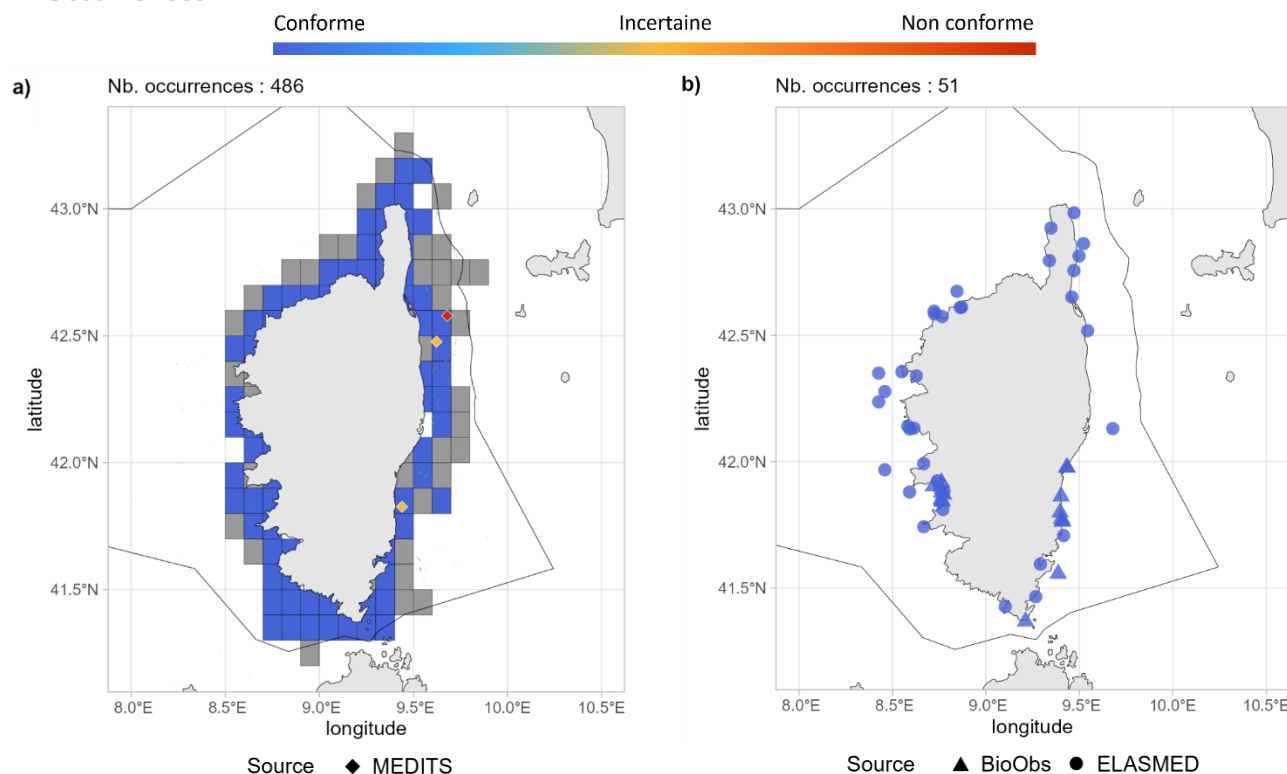 Conforme Incertaine Non conforme
a) Nb. occurrences : 486
b) Nb. occurrences : 51
latitude
43.0°N
42.5°N
42.0°N
41.5°N
8.0°E 8.5°E 9.0°E 9.5°E 10.0°E 10.5°E
longitude
Source MEDITS
latitude
43.0°N
42.5°N
42.0°N
41.5°N
8.0°E 8.5°E 9.0°E 9.5°E 10.0°E 10.5°E
longitude
Source BioObs ELASMED